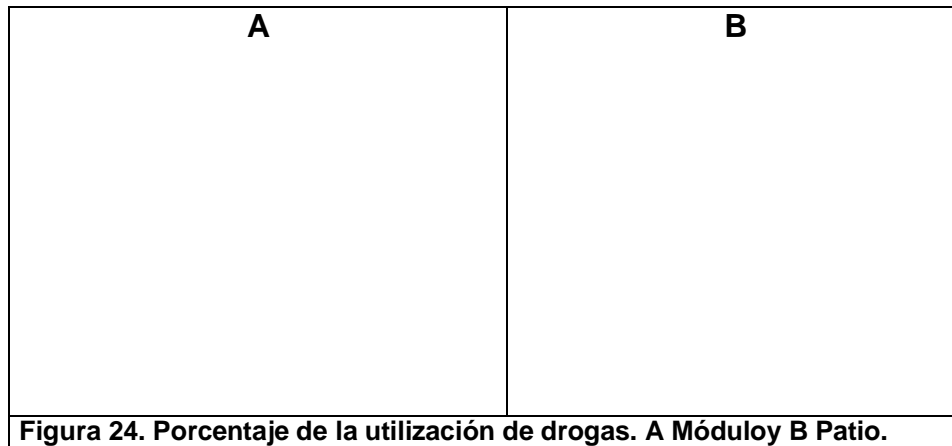 A B
Figura 24. Porcentaje de la utilización de drogas. A Móduloy B Patio.